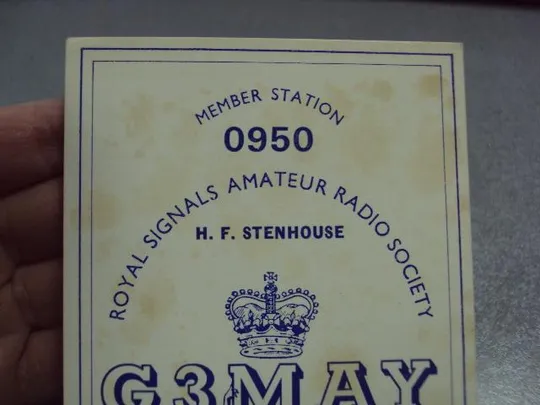 MEMBER STATION
0950
ROYAL SIGNALS AMATEUR RADIO SOCIETY
H. F. STENHOUSE
G3MAY